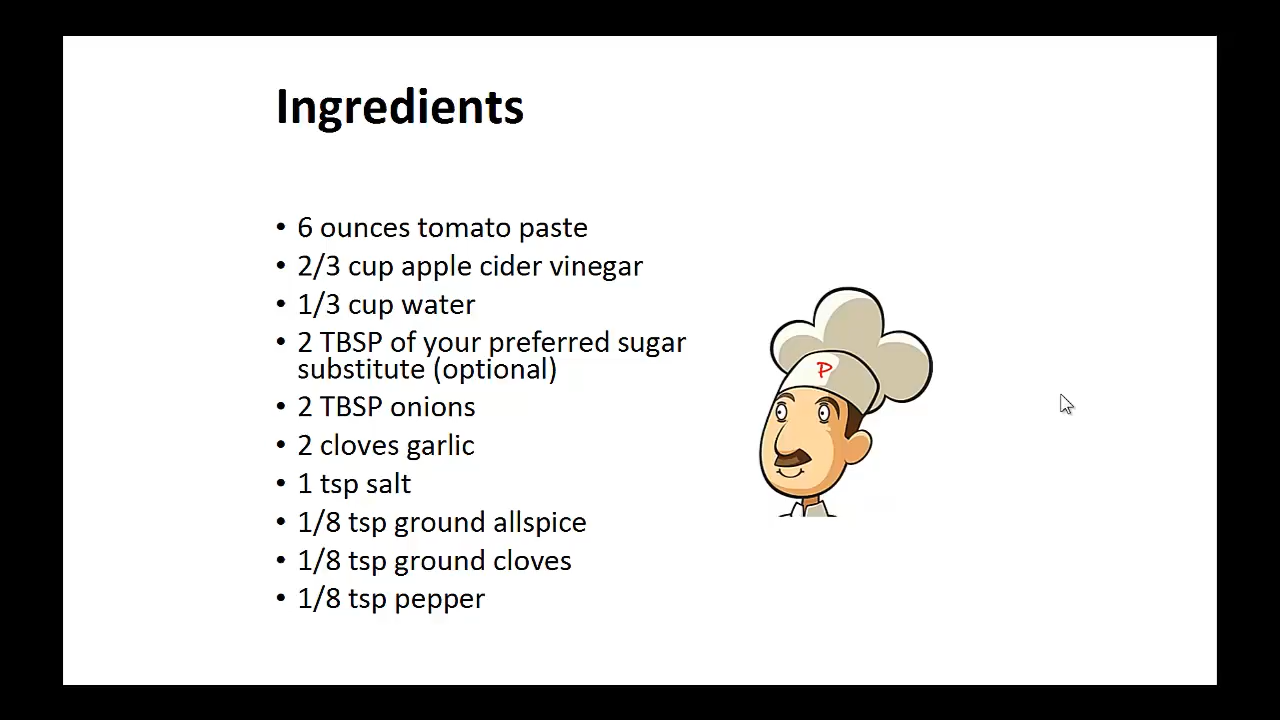 Ingredients
• 6 ounces tomato paste
• 2/3 cup apple cider vinegar
• 1/3 cup water
• 2 TBSP of your preferred sugar
substitute (optional)
• 2 TBSP onions
• 2 cloves garlic
• 1 tsp salt
• 1/8 tsp ground allspice
• 1/8 tsp ground cloves
• 1/8 tsp pepper
P